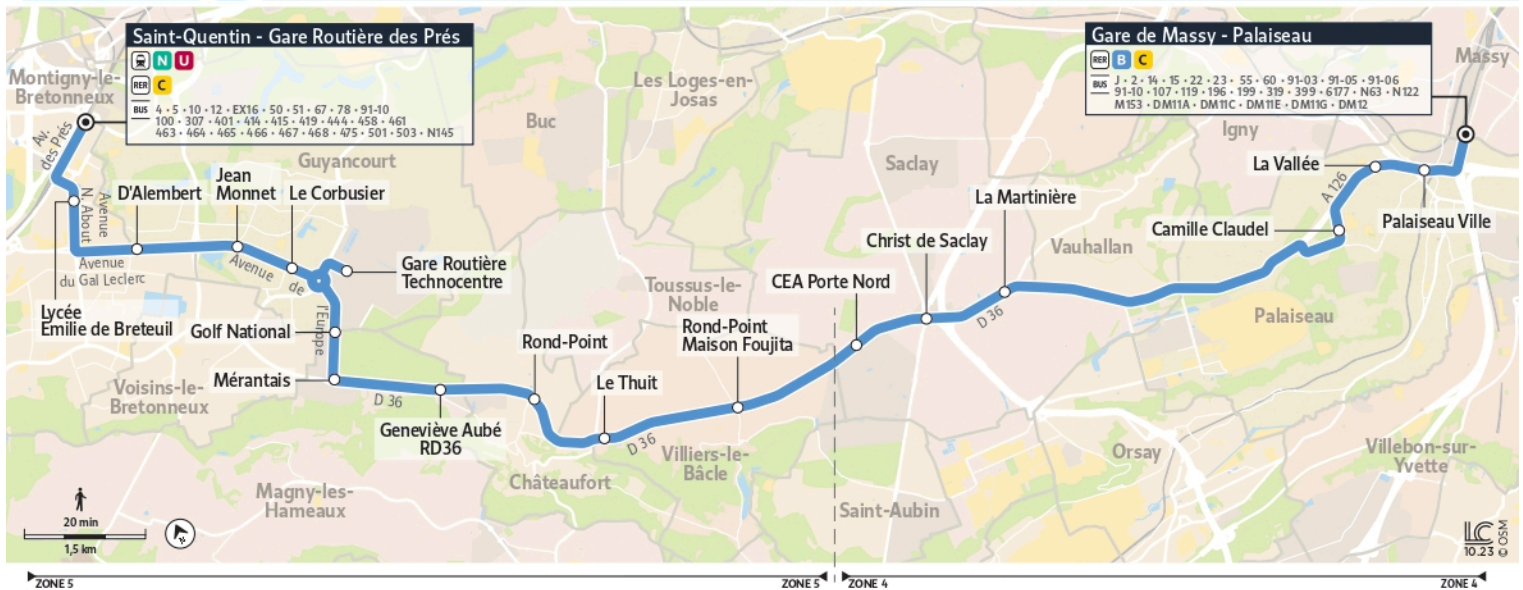 Saint-Quentin - Gare Routière des Prés
N U
RER C
BUS
4 • 5 • 10 • 12 • EX16 • 50 • 51 • 67 • 78 • 91-10
100 • 307 • 401 • 414 • 415 • 419 • 444 • 458 • 461
463 • 464 • 465 • 466 • 467 • 468 • 475 • 501 • 503 • N145
Gare de Massy - Palaiseau
RER B C
BUS
J • 2 • 14 • 15 • 22 • 23 • 55 • 60 • 91-03 • 91-05 • 91-06
91-10 • 107 • 119 • 196 • 199 • 319 • 399 • 6177 • N63 • N122
M153 • DM11A • DM11C • DM11E • DM11G • DM12
Montigny-le-
Bretonneux
Les Loges-en-
Josas
Massy
Buc
Igny
Av.
des Prés
Guyancourt
Saclay
La Vallée
D'Alembert
Jean
Monnet
Le Corbusier
Avenue
N. About
La Martinière
A 126
Palaiseau Ville
Camille Claudel
Christ de Saclay
Vauhallan
Avenue
du Gal Leclerc
Avenue
de
l'Europe
Gare Routière
Technocentre
CEA Porte Nord
Toussus-le-
Noble
Lycée
Emilie de Breteuil
Golf National
D 36
Palaiseau
Rond-Point
Rond-Point
Maison Foujita
Mérantais
Le Thuit
Voisins-le-
Bretonneux
D 36
Geneviève Aubé
RD36
D 36
Villiers-le-
Bâcle
Orsay
Villebon-sur-
Yvette
Châteaufort
Magny-les-
Hameaux
Saint-Aubin
20 min
1,5 km
LC
10.23
© OSM
ZONE 5
ZONE 5
ZONE 4
ZONE 4